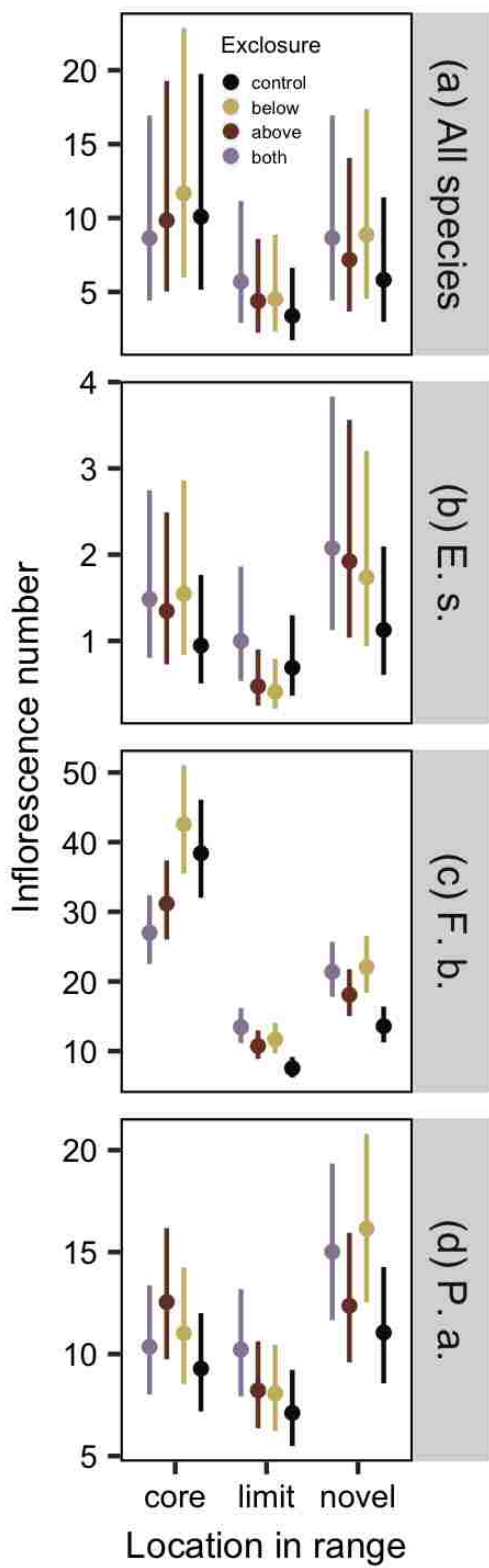 Inflorescence number
20
15
10
5
Exclosure
control
below
above
both
(a) All species
4
3
2
1
(b) E. s.
50
40
30
20
10
(c) F. b.
20
15
10
5
(d) P. a.
core limit novel
Location in range